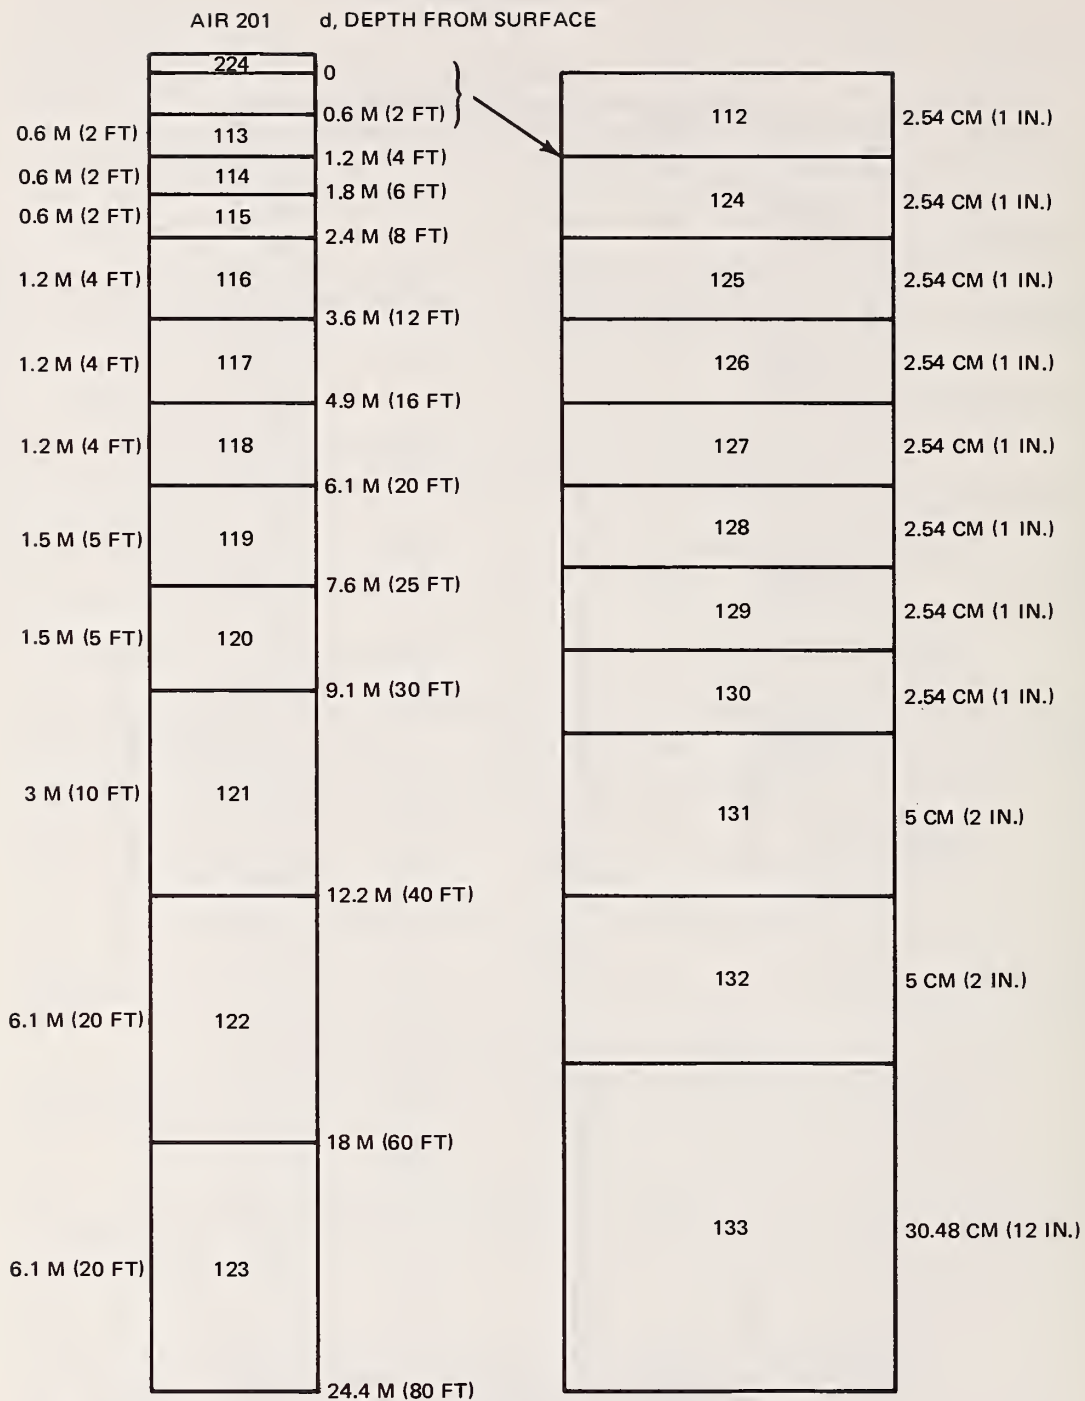 AIR 201 d, DEPTH FROM SURFACE
224
0
0.6 M (2 FT)
0.6 M (2 FT) 113
1.2 M (4 FT)
0.6 M (2 FT) 114
1.8 M (6 FT)
0.6 M (2 FT) 115
2.4 M (8 FT)
1.2 M (4 FT) 116
3.6 M (12 FT)
1.2 M (4 FT) 117
4.9 M (16 FT)
1.2 M (4 FT) 118
6.1 M (20 FT)
1.5 M (5 FT) 119
7.6 M (25 FT)
1.5 M (5 FT) 120
9.1 M (30 FT)
3 M (10 FT) 121
12.2 M (40 FT)
6.1 M (20 FT) 122
18 M (60 FT)
6.1 M (20 FT) 123
24.4 M (80 FT)
112 2.54 CM (1 IN.)
124 2.54 CM (1 IN.)
125 2.54 CM (1 IN.)
126 2.54 CM (1 IN.)
127 2.54 CM (1 IN.)
128 2.54 CM (1 IN.)
129 2.54 CM (1 IN.)
130 2.54 CM (1 IN.)
131 5 CM (2 IN.)
132 5 CM (2 IN.)
133 30.48 CM (12 IN.)